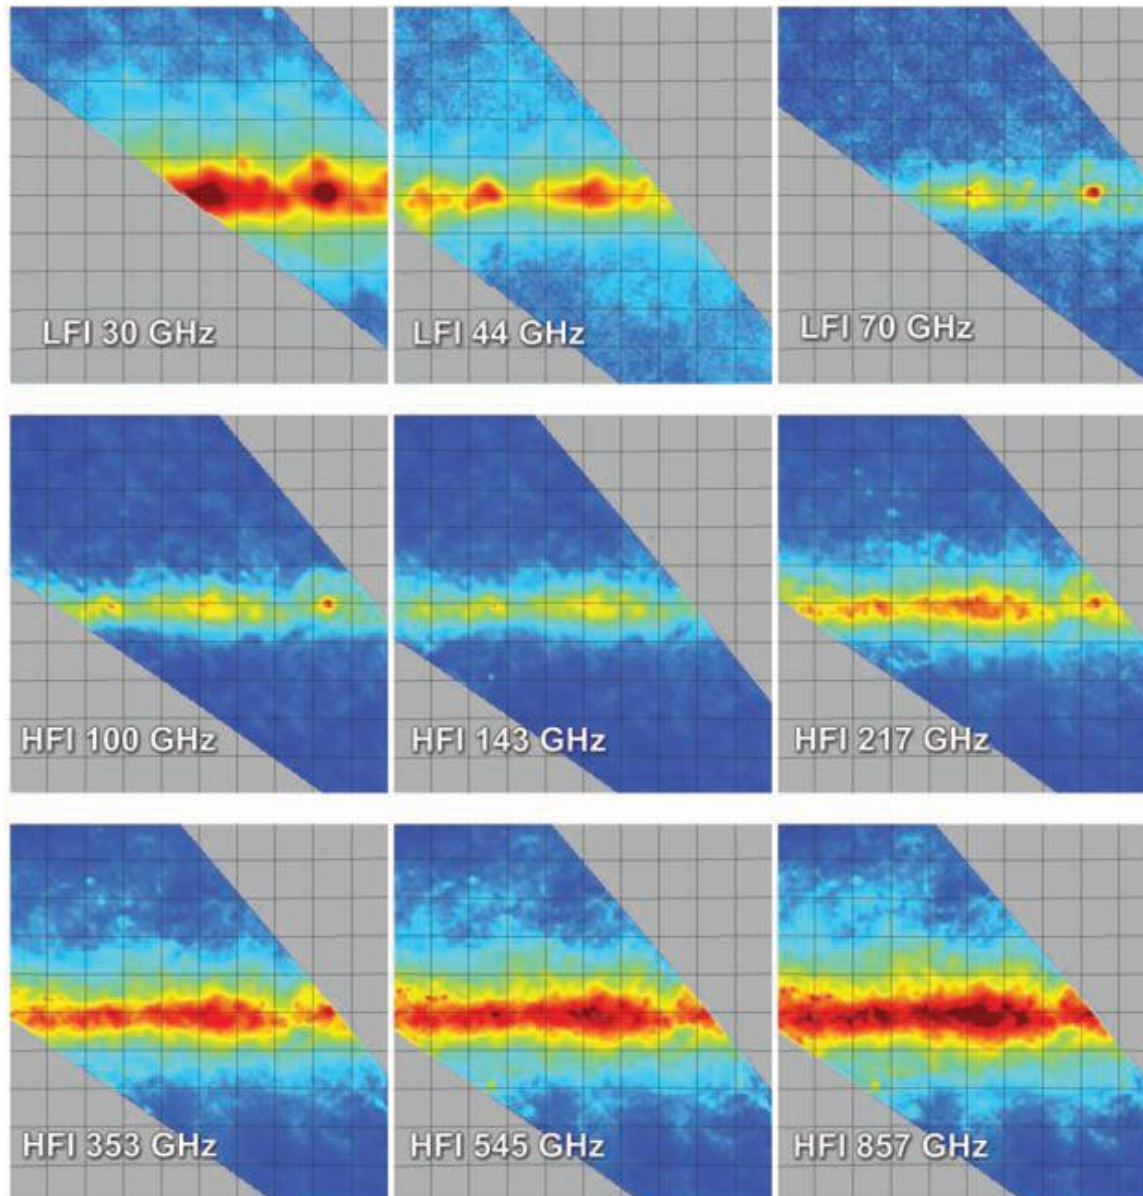 LFI 30 GHz
LFI 44 GHz
LFI 70 GHz
HFI 100 GHz
HFI 143 GHz
HFI 217 GHz
HFI 353 GHz
HFI 545 GHz
HFI 857 GHz